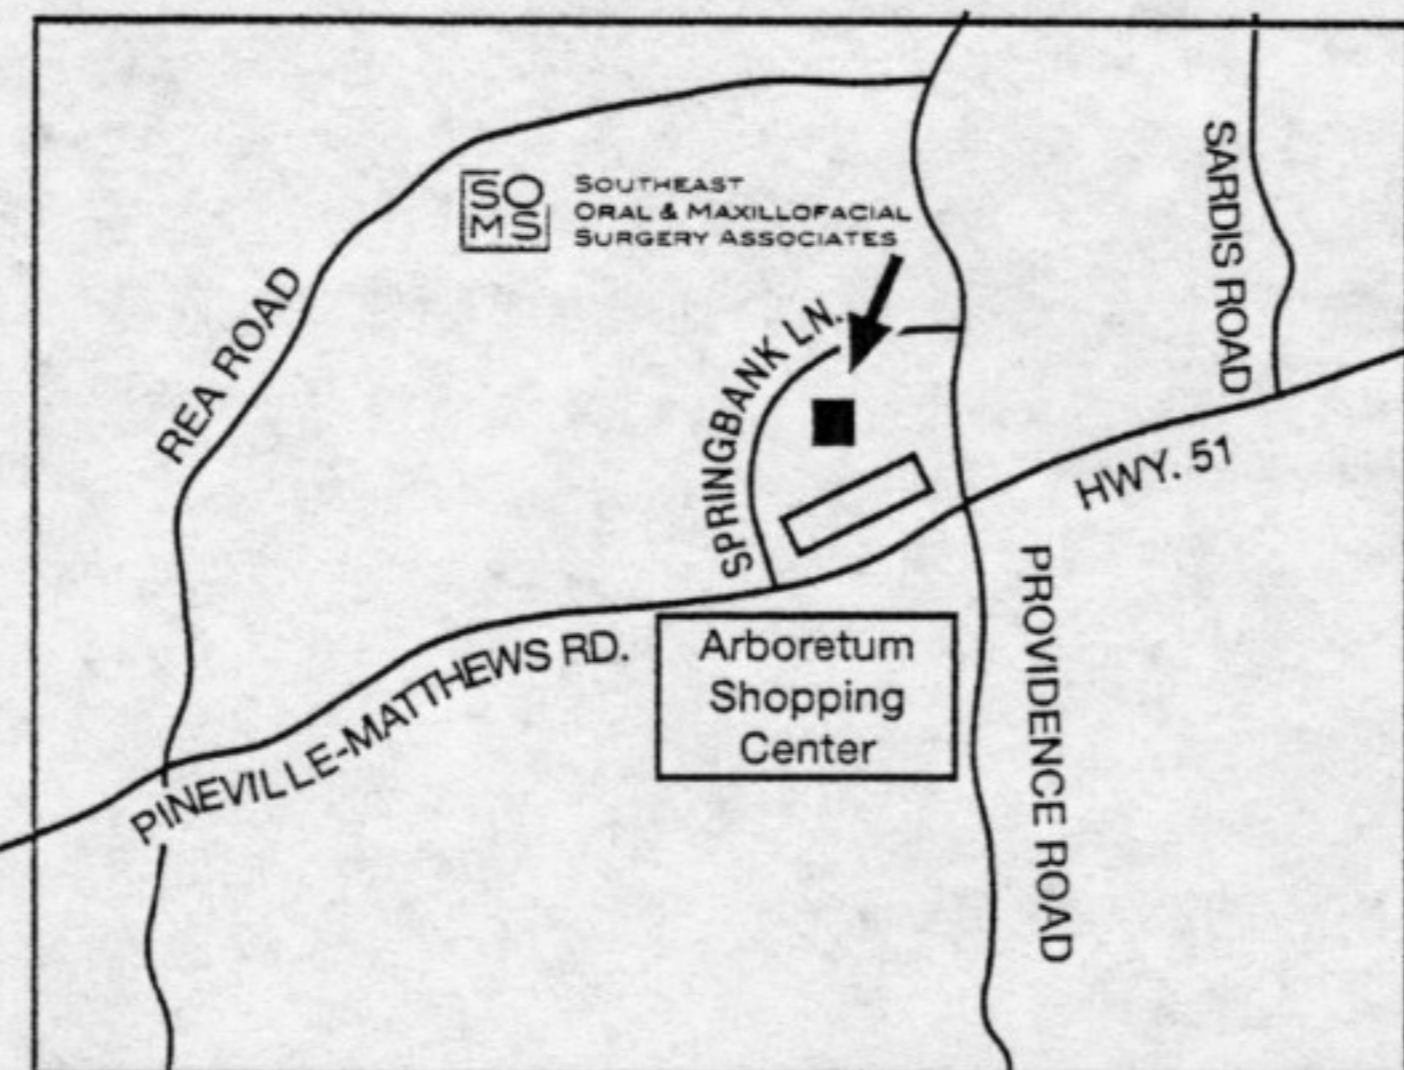 SO
MS
SOUTHEAST
ORAL & MAXILLOFACIAL
SURGERY ASSOCIATES
SARDIS ROAD
REA ROAD
SPRINGBANK LN.
HWY. 51
PINEVILLE-MATTHEWS RD.
Arboretum
Shopping
Center
PROVIDENCE ROAD